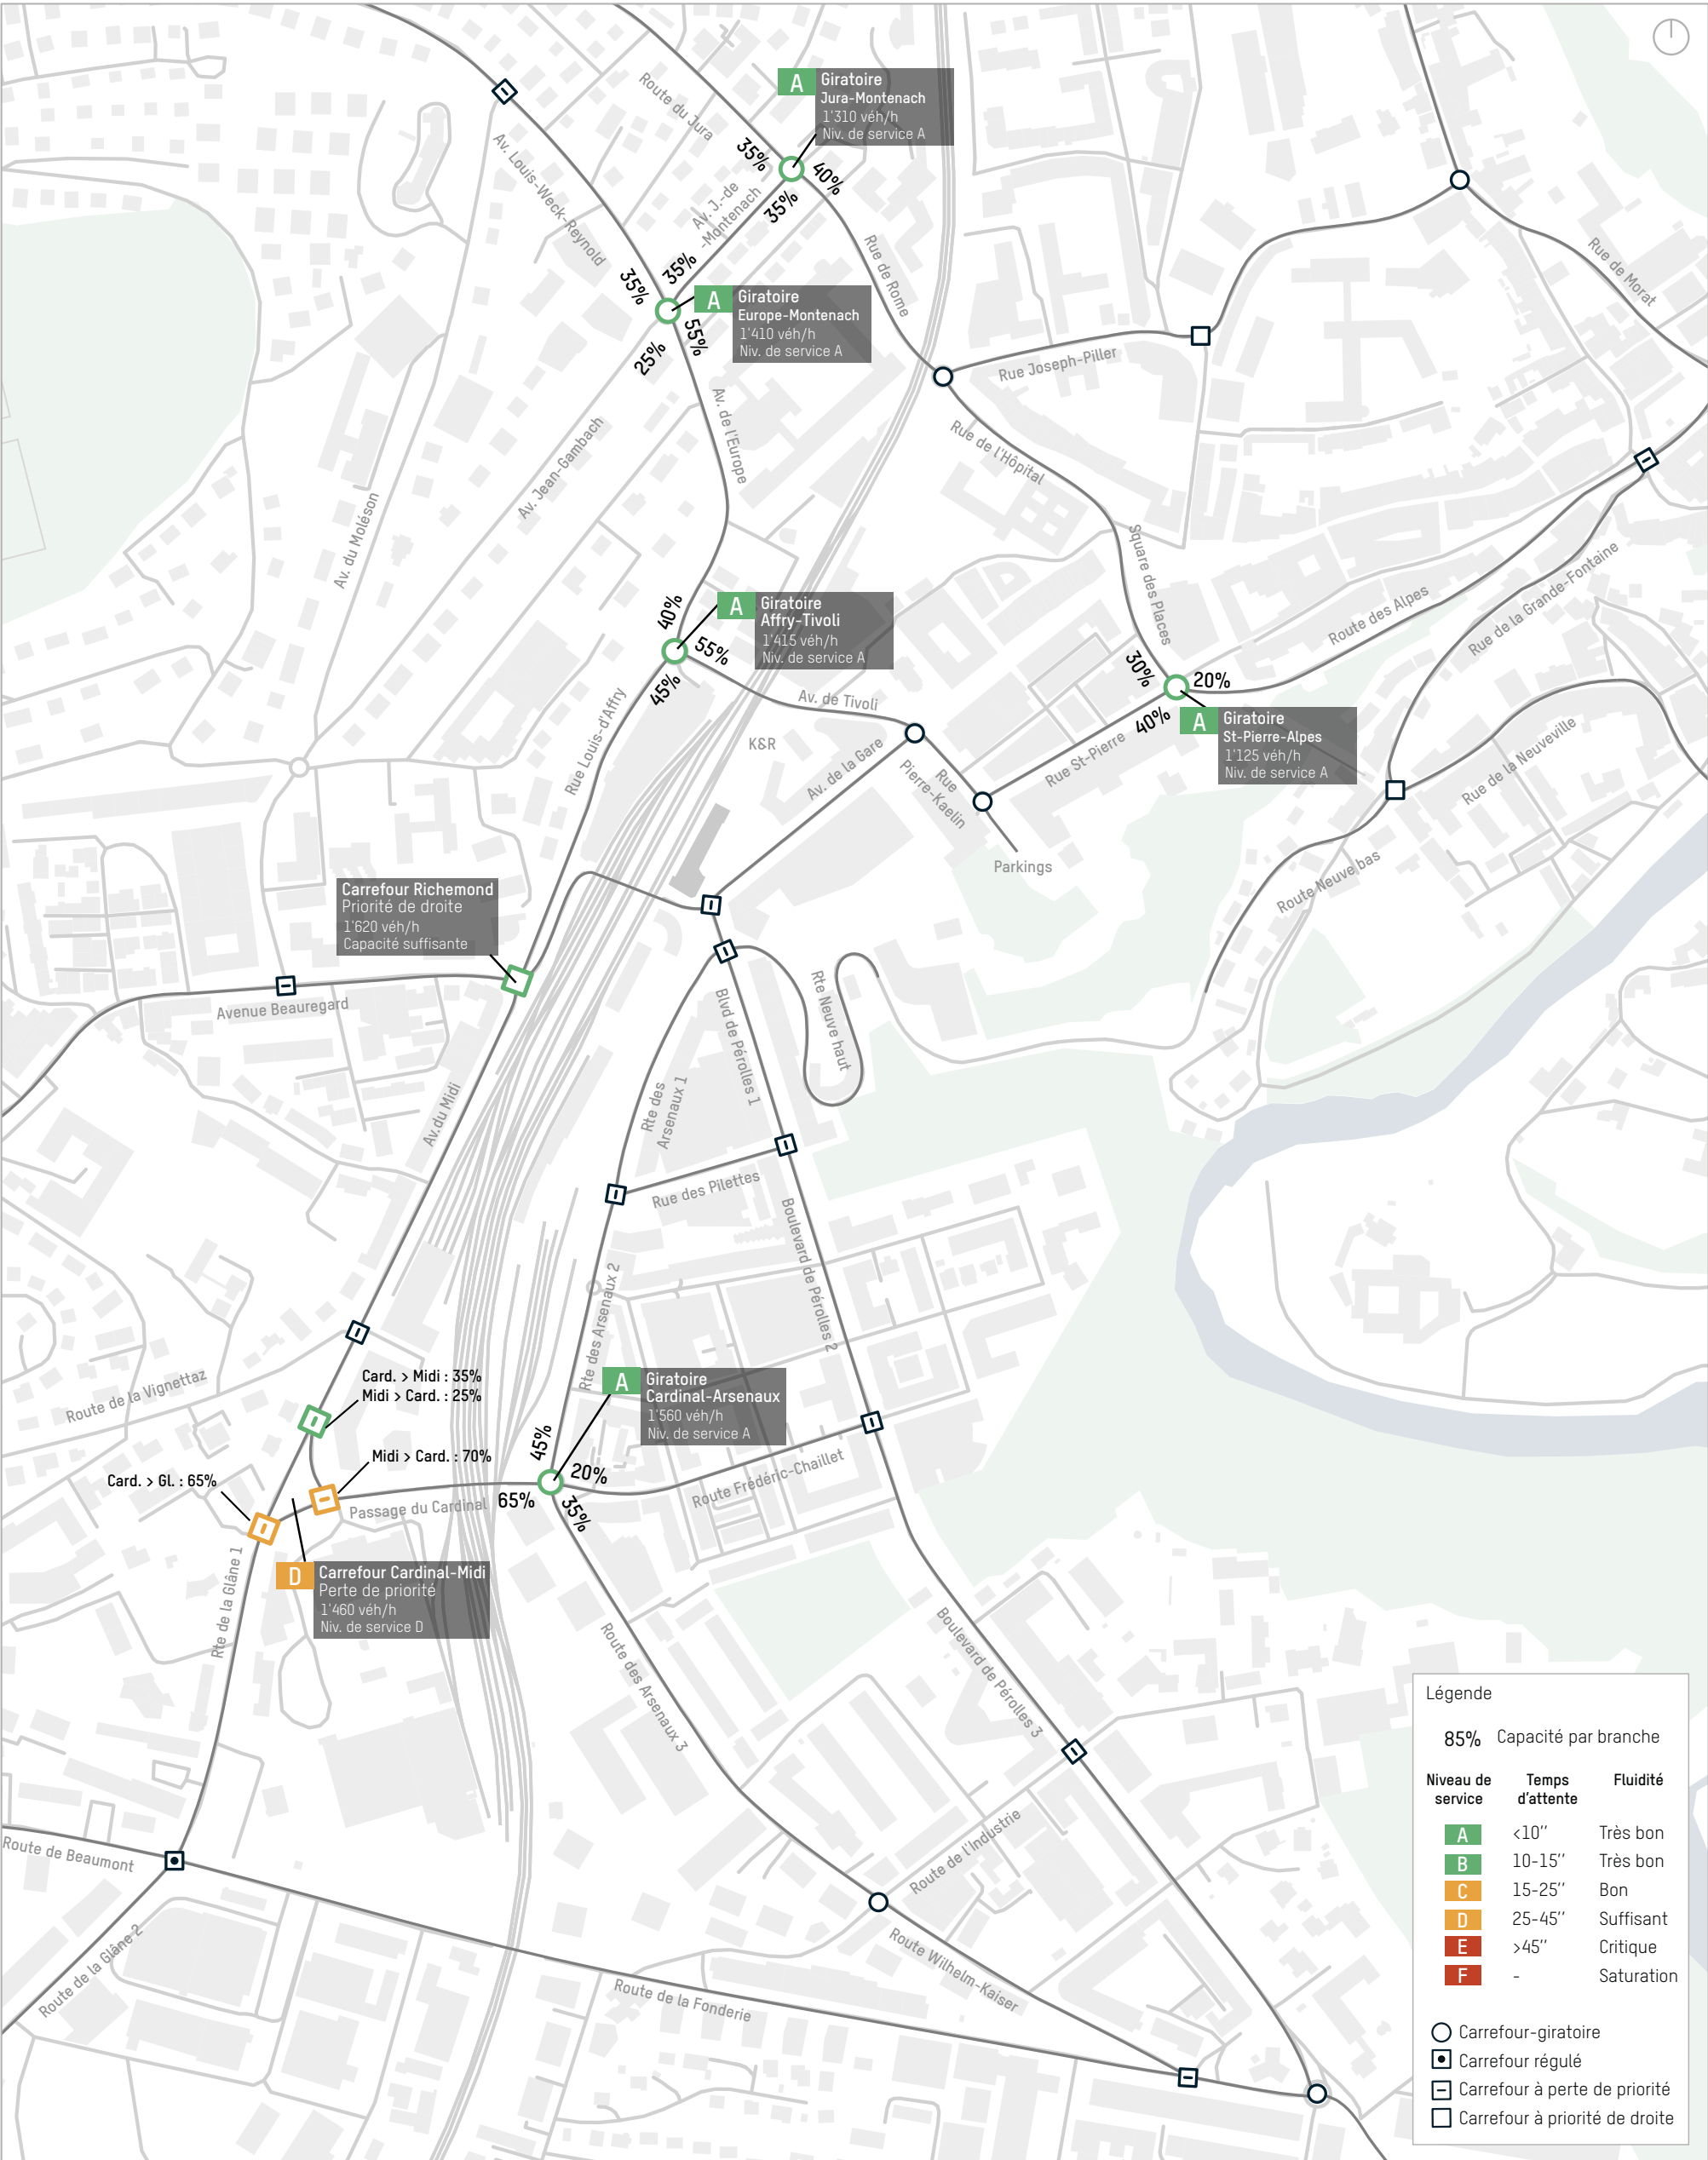 A
Giratoire
Jura-Montenach
1'310 véh/h
Niv. de service A
Route du Jura
35%
40%
35%
Av. Louis-Weck-Reynold
Av. J.-de
-Montenach
Rue de Rome
Rue de Morat
35%
35%
55%
25%
A
Giratoire
Europe-Montenach
1'410 véh/h
Niv. de service A
Rue Joseph-Piller
Av. de l'Europe
Rue de l'Hôpital
Av. Jean-Gambach
Av. du Moléson
Square des Places
Route des Alpes
Rue de la Grande-Fontaine
40%
55%
45%
A
Giratoire
Affry-Tivoli
1'415 véh/h
Niv. de service A
30%
20%
40%
A
Giratoire
St-Pierre-Alpes
1'125 véh/h
Niv. de service A
Rue Louis-d'Affry
Av. de Tivoli
K&R
Av. de la Gare
Rue
Pierre-Kaelin
Rue St-Pierre
Rue de la Neuveville
Parkings
Route Neuve bas
Carrefour Richemond
Priorité de droite
1'620 véh/h
Capacité suffisante
Avenue Beauregard
Rte Neuve haut
Blvd de Pérolles 1
Rte des
Arsenaux 1
Av.du Midi
Rue des Pilettes
Boulevard de Pérolles 2
Rte des Arsenaux 2
Route de la Vignettaz
Card. > Midi : 35%
Midi > Card. : 25%
Midi > Card. : 70%
Card. > Gl. : 65%
A
Giratoire
Cardinal-Arsenaux
1'560 véh/h
Niv. de service A
45%
20%
65%
35%
Passage du Cardinal
Route Frédéric-Chaillet
Rte de la Glâne 1
D
Carrefour Cardinal-Midi
Perte de priorité
1'460 véh/h
Niv. de service D
Route des Arsenaux 3
Boulevard de Pérolles 3
Route de Beaumont
Route de l'Industrie
Route de la Glâne 2
Route Wilhelm-Kaiser
Route de la Fonderie
Légende
85% Capacité par branche
Niveau de service Temps d'attente Fluidité
A <10'' Très bon
B 10-15'' Très bon
C 15-25'' Bon
D 25-45'' Suffisant
E >45'' Critique
F - Saturation
Carrefour-giratoire
Carrefour régulé
Carrefour à perte de priorité
Carrefour à priorité de droite